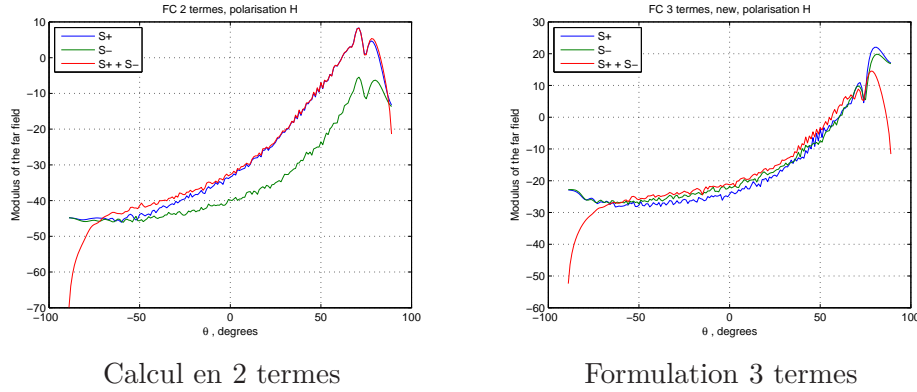 FC 2 termes, polarisation H
S+
S−
S+ + S−
Modulus of the far field
10
0
−10
−20
−30
−40
−50
−60
−70
−100
−50
0
50
100
θ , degrees
Calcul en 2 termes
FC 3 termes, new, polarisation H
S+
S−
S+ + S−
Modulus of the far field
30
20
10
0
−10
−20
−30
−40
−50
−60
−100
−50
0
50
100
θ , degrees
Formulation 3 termes